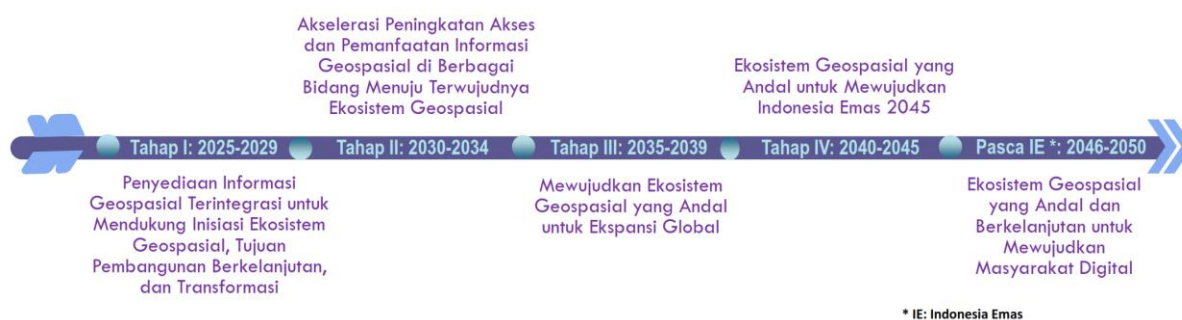 Akselerasi Peningkatan Akses
dan Pemanfaatan Informasi
Geospasial di Berbagai
Bidang Menuju Terwujudnya
Ekosistem Geospasial
Ekosistem Geospasial yang
Andal untuk Mewujudkan
Indonesia Emas 2045
Tahap I: 2025-2029
Tahap II: 2030-2034
Tahap III: 2035-2039
Tahap IV: 2040-2045
Pasca IE *: 2046-2050
Penyediaan Informasi
Geospasial Terintegrasi untuk
Mendukung Inisiasi Ekosistem
Geospasial, Tujuan
Pembangunan Berkelanjutan,
dan Transformasi
Mewujudkan Ekosistem
Geospasial yang Andal
untuk Ekspansi Global
Ekosistem Geospasial
yang Andal dan
Berkelanjutan untuk
Mewujudkan
Masyarakat Digital
* IE: Indonesia Emas